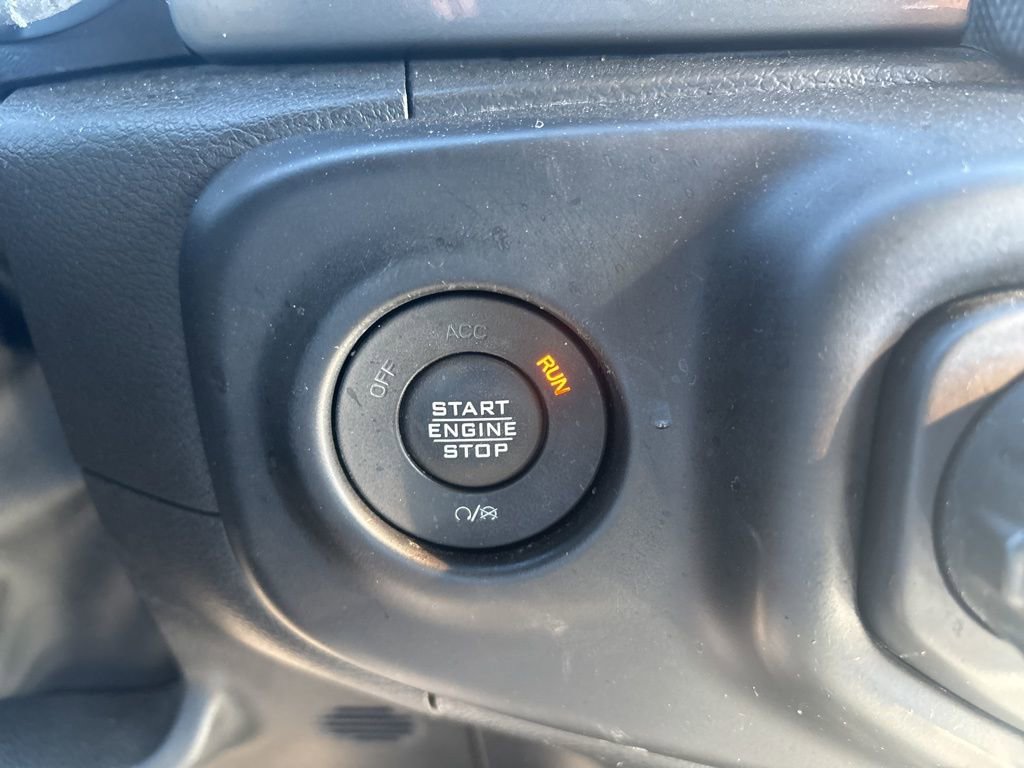 ACC
OFF
RUN
START
ENGINE
STOP